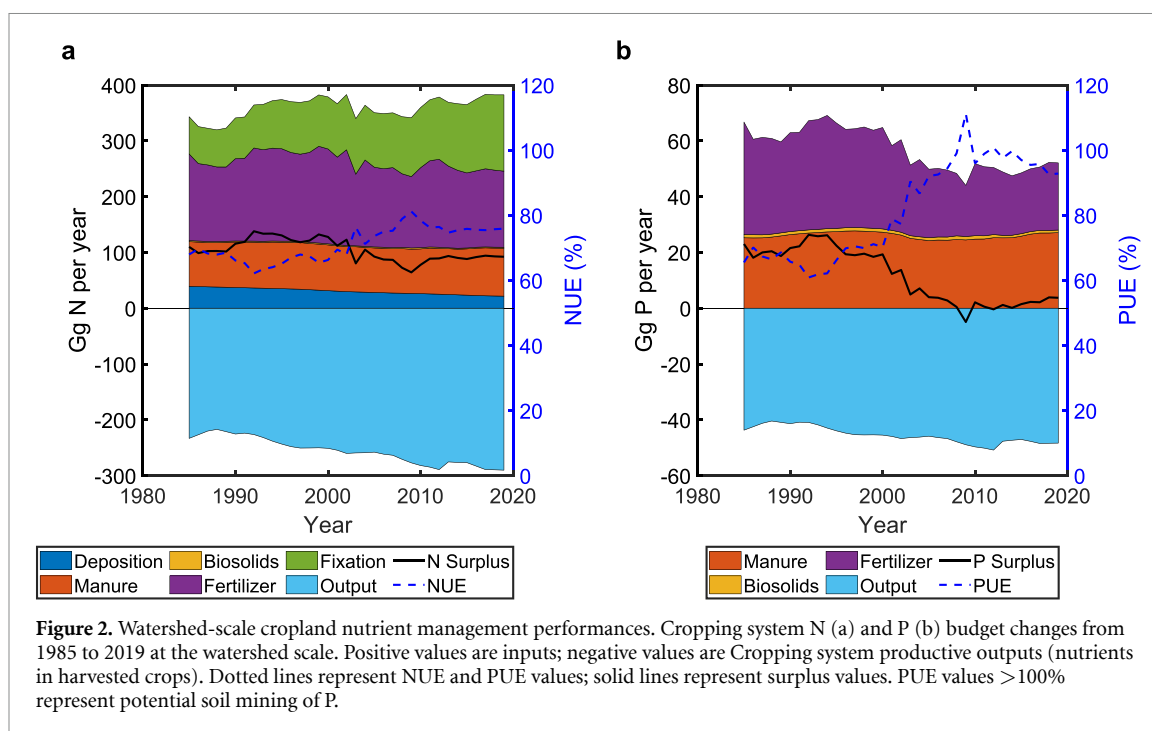 a
b
400
300
200
100
0
-100
-200
-300
Gg N per year
120
100
80
60
40
20
0
NUE (%)
1980
1990
2000
2010
2020
Year
80
60
40
20
0
-20
-40
-60
Gg P per year
120
100
80
60
40
20
0
PUE (%)
1980
1990
2000
2010
2020
Year
Deposition Biosolids Fixation N Surplus
Manure Fertilizer Output NUE
Manure Fertilizer P Surplus
Biosolids Output PUE
Figure 2. Watershed-scale cropland nutrient management performances. Cropping system N (a) and P (b) budget changes from
1985 to 2019 at the watershed scale. Positive values are inputs; negative values are Cropping system productive outputs (nutrients
in harvested crops). Dotted lines represent NUE and PUE values; solid lines represent surplus values. PUE values >100%
represent potential soil mining of P.